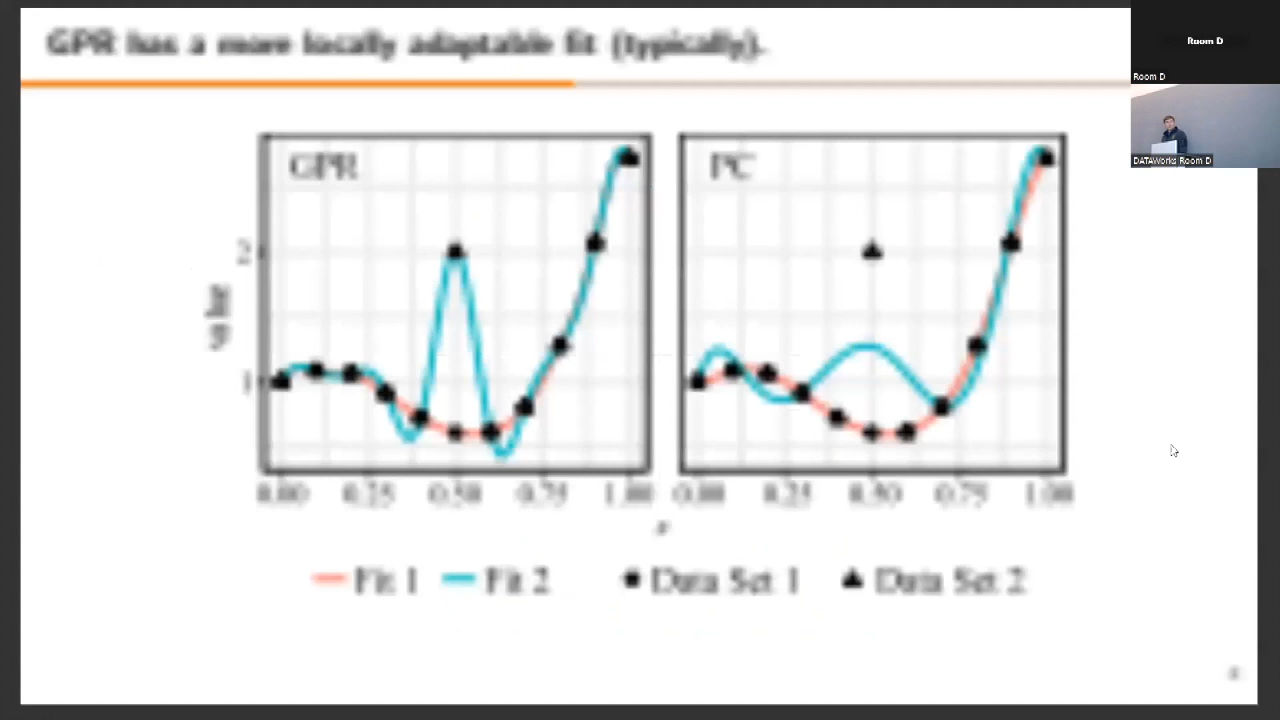 GPR has a more locally adaptable fit (typically).
Room D
Room D
DATAWorks Room D
GPR
PC
2
1
value
0.00 0.25 0.50 0.75 1.00
0.00 0.25 0.50 0.75 1.00
Fit 1 Fit 2 Data Set 1 Data Set 2